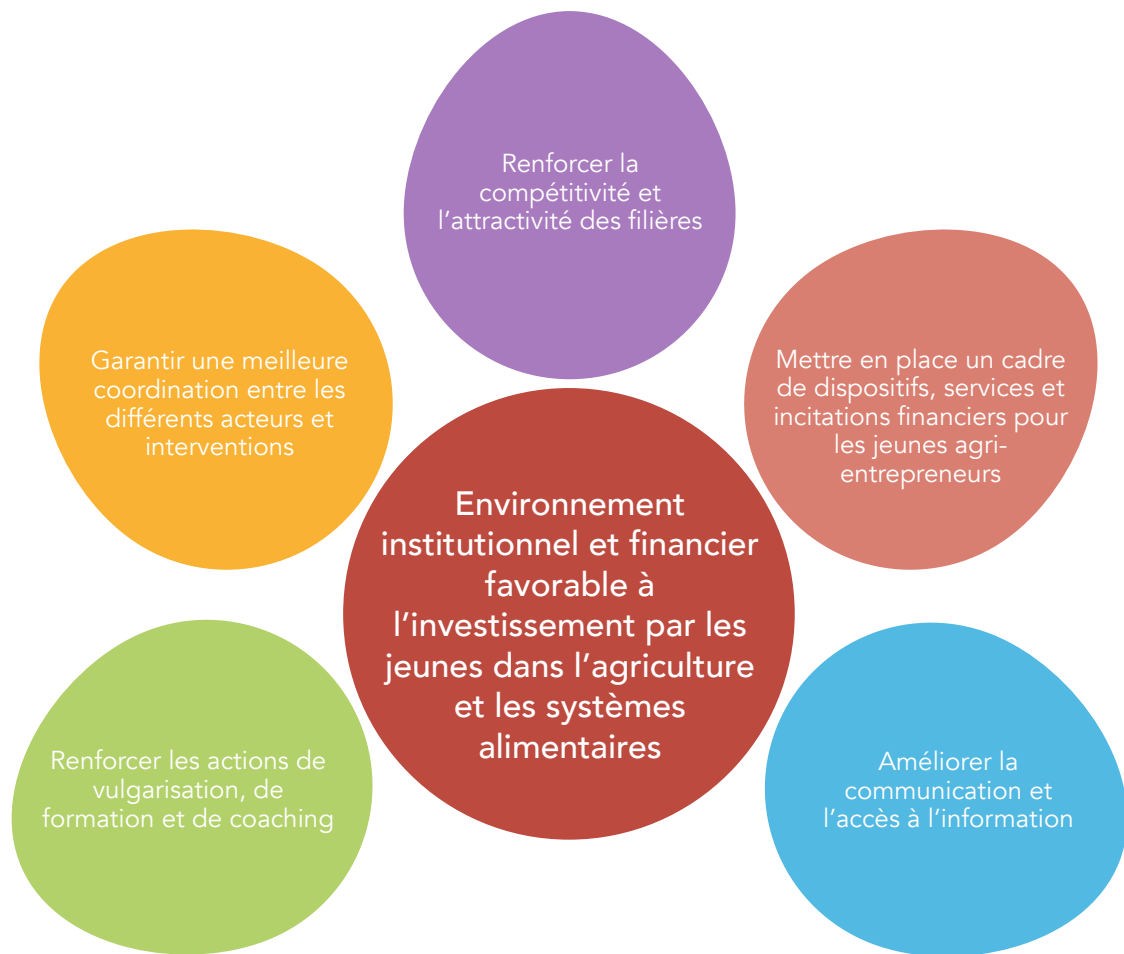 Renforcer la
compétitivité et
l’attractivité des filières
Garantir une meilleure
coordination entre les
différents acteurs et
interventions
Mettre en place un cadre
de dispositifs, services et
incitations financiers pour
les jeunes agri-
entrepreneurs
Environnement
institutionnel et financier
favorable à
l’investissement par les
jeunes dans l’agriculture
et les systèmes
alimentaires
Renforcer les actions de
vulgarisation, de
formation et de coaching
Améliorer la
communication et
l’accès à l’information